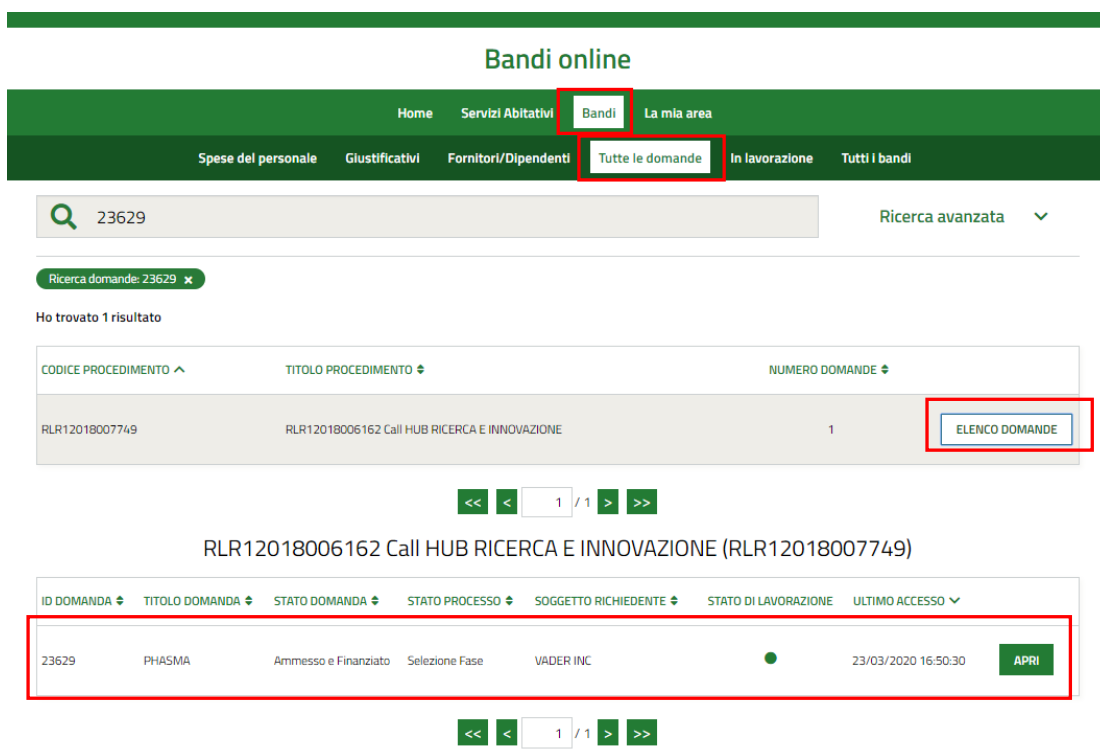 Bandi online
Home Servizi Abitativi Bandi La mia area
Spese del personale Giustificativi Fornitori/Dipendenti Tutte le domande In lavorazione Tutti i bandi
23629 Ricerca avanzata
Ricerca domande: 23629 x
Ho trovato 1 risultato
CODICE PROCEDIMENTO TITOLO PROCEDIMENTO NUMERO DOMANDE
RLR12018007749 RLR12018006162 Call HUB RICERCA E INNOVAZIONE 1 ELENCO DOMANDE
<< < 1 / 1 > >>
RLR12018006162 Call HUB RICERCA E INNOVAZIONE (RLR12018007749)
ID DOMANDA TITOLO DOMANDA STATO DOMANDA STATO PROCESSO SOGGETTO RICHIEDENTE STATO DI LAVORAZIONE ULTIMO ACCESSO
23629 PHASMA Ammesso e Finanziato Selezione Fase VADER INC 23/03/2020 16:50:30 APRI
<< < 1 / 1 > >>